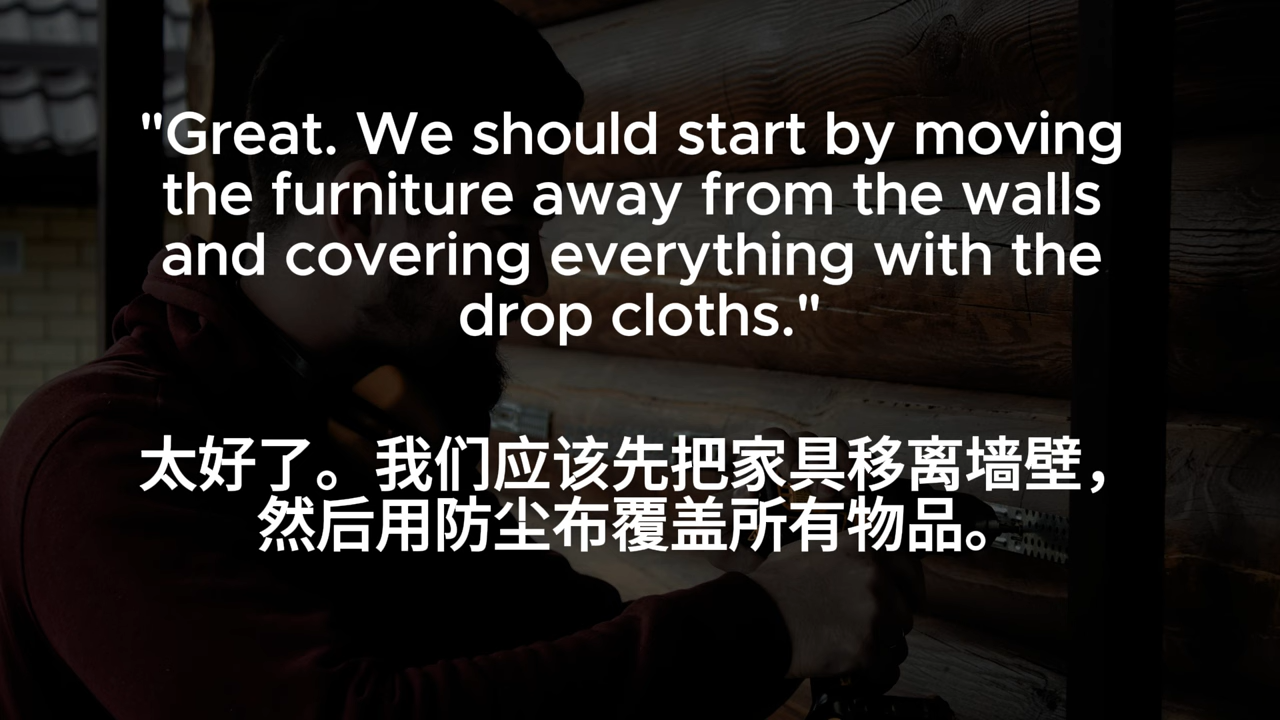 "Great. We should start by moving
the furniture away from the walls
and covering everything with the
drop cloths."
太好了。我们应该先把家具移离墙壁，
然后用防尘布覆盖所有物品。